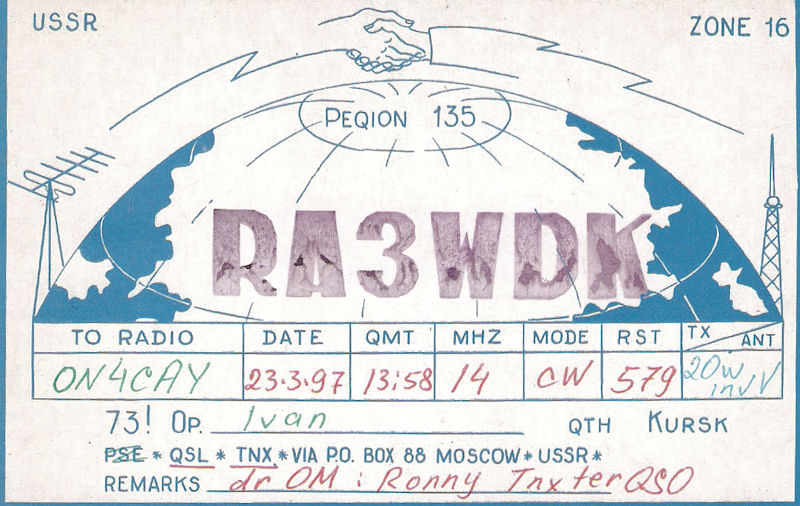 USSR
ZONE 16
PEQION 135
RA3WDK
TO RADIO DATE QMT MHZ MODE RST TX ANT
ON4CAY 23.3.97 13:58 14 CW 579 20w invV
73! OP. Ivan QTH KURSK
PSE * QSL * TNX * VIA P.O. BOX 88 MOSCOW * USSR *
REMARKS dr OM : Ronny Tnx ter QSO